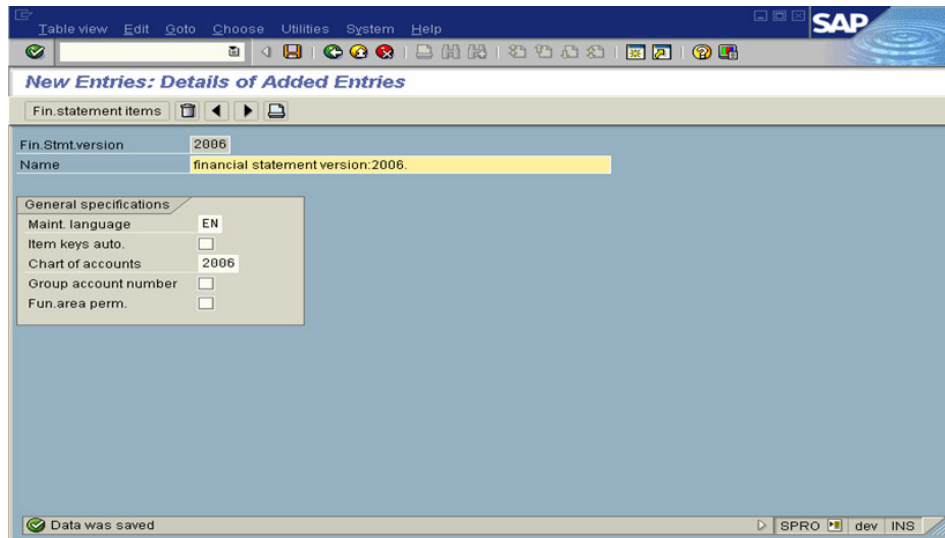 Table view Edit Goto Choose Utilities System Help
SAP
New Entries: Details of Added Entries
Fin.statement items
Fin.Stmt.version 2006
Name financial statement version:2006.
General specifications
Maint. language EN
Item keys auto.
Chart of accounts 2006
Group account number
Fun.area perm.
Data was saved SPRO dev INS